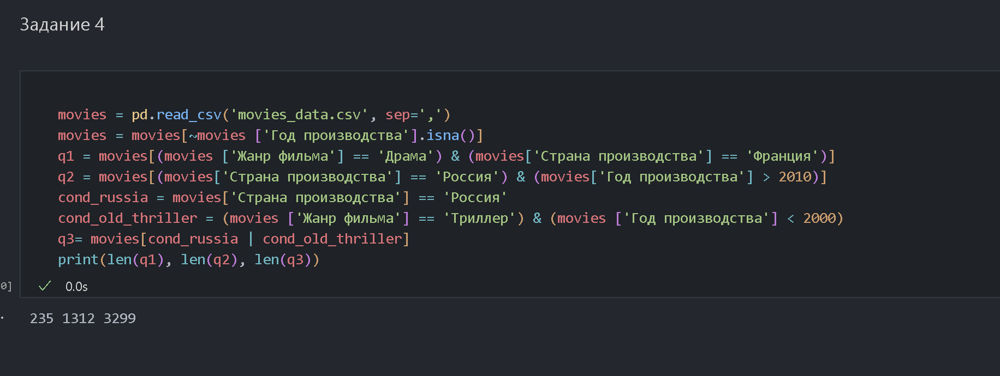 Задание 4
movies = pd.read_csv('movies_data.csv', sep=',')
movies = movies[~movies ['Год производства'].isna()]
q1 = movies[(movies ['Жанр фильма'] == 'Драма') & (movies['Страна производства'] == 'Франция')]
q2 = movies[(movies['Страна производства'] == 'Россия') & (movies['Год производства'] > 2010)]
cond_russia = movies['Страна производства'] == 'Россия'
cond_old_thriller = (movies ['Жанр фильма'] == 'Триллер') & (movies ['Год производства'] < 2000)
q3= movies[cond_russia | cond_old_thriller]
print(len(q1), len(q2), len(q3))
0] ✓ 0.0s
235 1312 3299